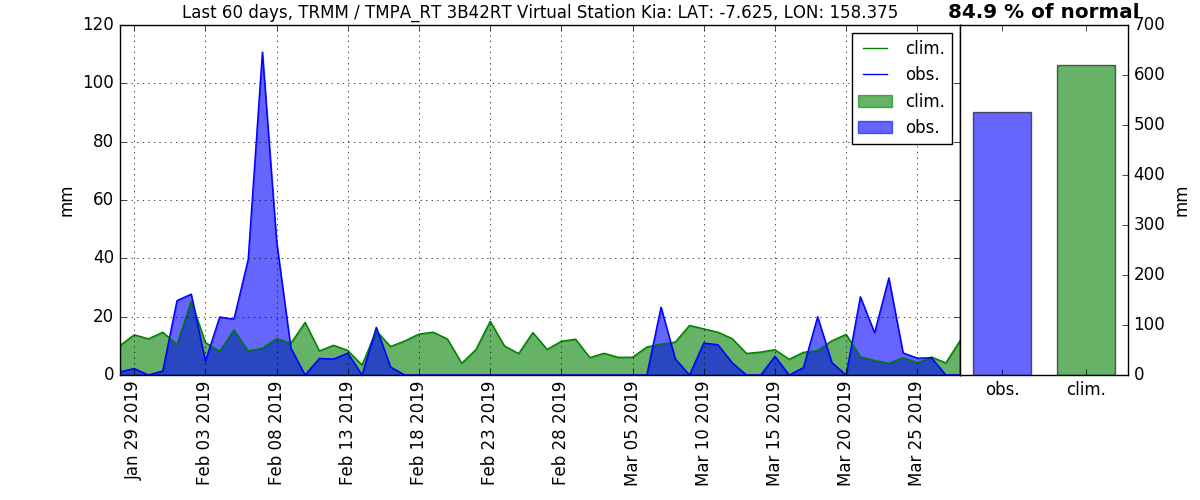 Last 60 days, TRMM / TMPA_RT 3B42RT Virtual Station Kia: LAT: -7.625, LON: 158.375
84.9 % of normal
120
100
80
60
40
20
0
mm
clim.
obs.
clim.
obs.
Jan 29 2019
Feb 03 2019
Feb 08 2019
Feb 13 2019
Feb 18 2019
Feb 23 2019
Feb 28 2019
Mar 05 2019
Mar 10 2019
Mar 15 2019
Mar 20 2019
Mar 25 2019
700
600
500
400
300
200
100
0
mm
obs.
clim.